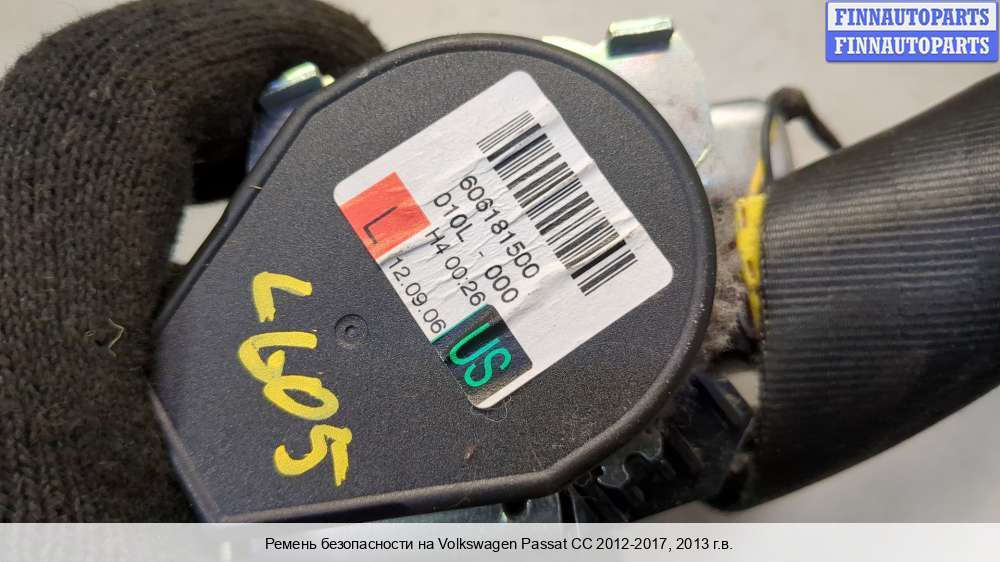 FINNAUTOPARTS
FINNAUTOPARTS
606181500
D10L - 000
H4 00:26
12.09.06
L
US
L605
Ремень безопасности на Volkswagen Passat CC 2012-2017, 2013 г.в.